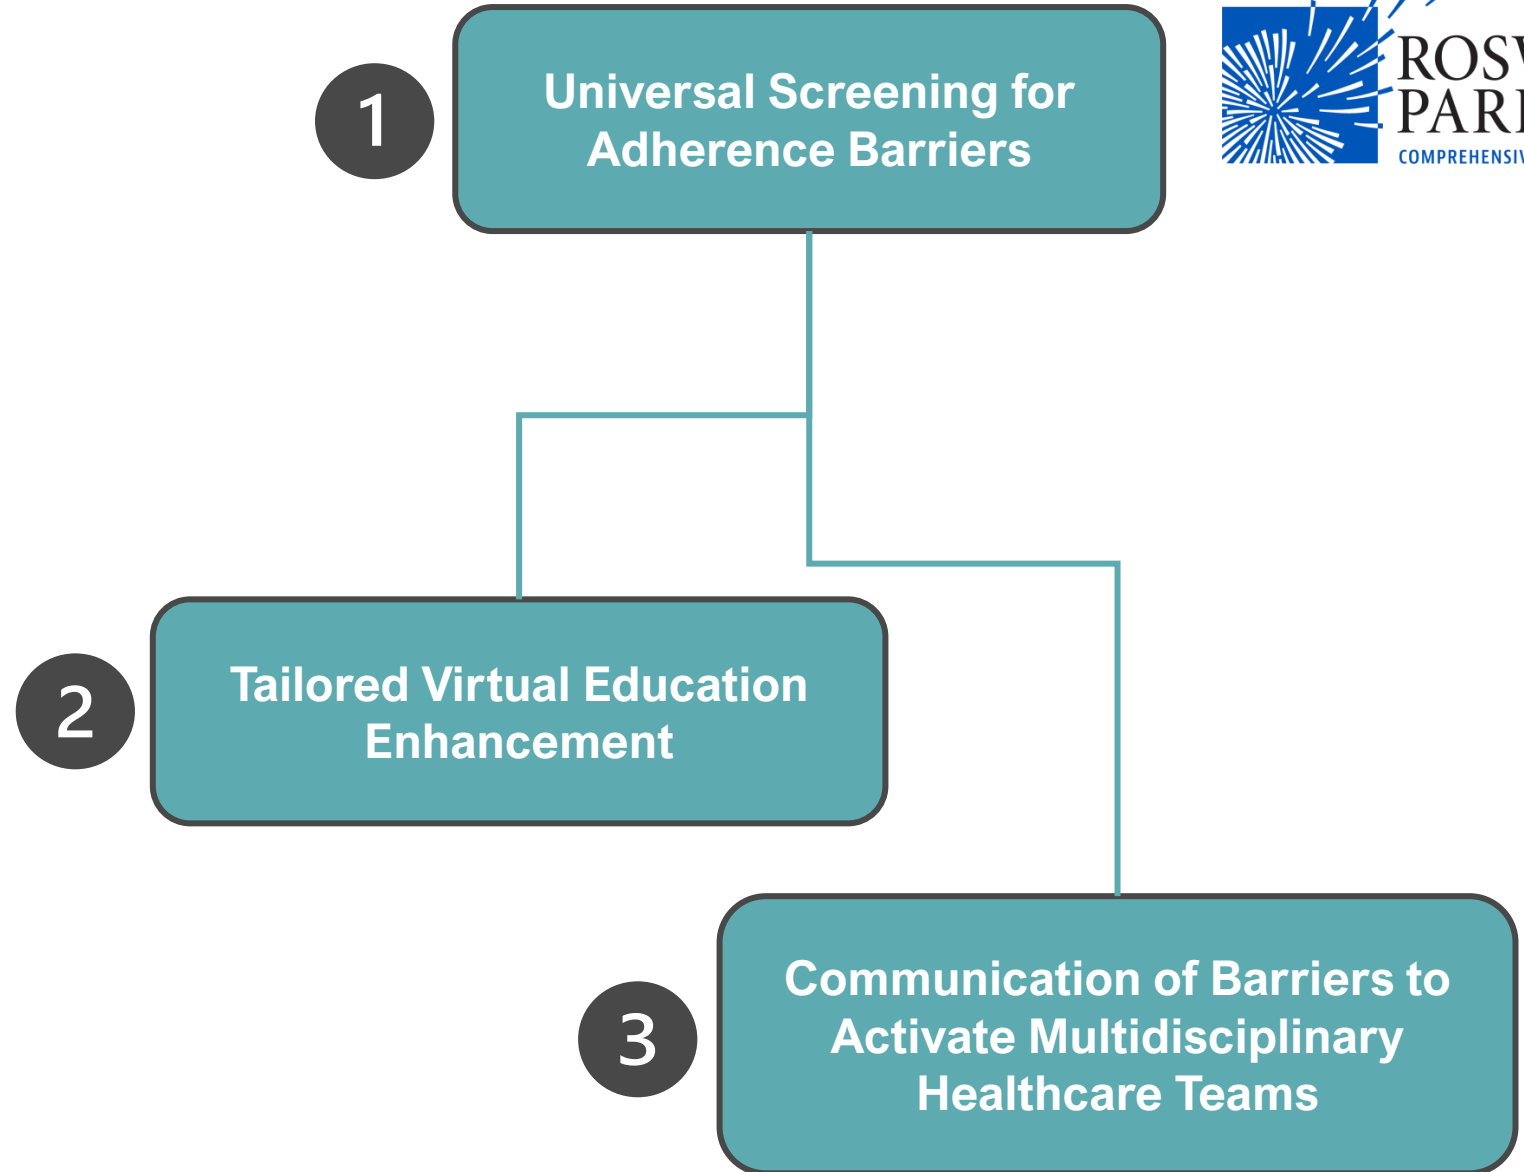 1
Universal Screening for
Adherence Barriers
PAR
2
Tailored Virtual Education
Enhancement
3
Communication of Barriers to
Activate Multidisciplinary
Healthcare Teams